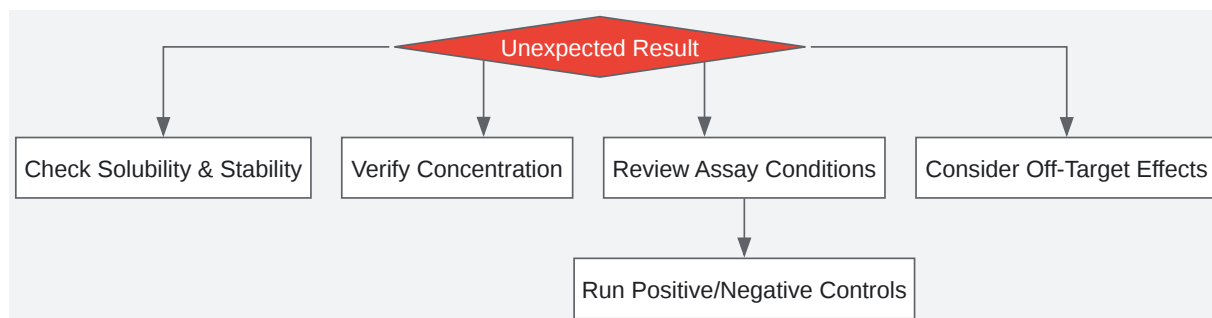 Unexpected Result
Check Solubility & Stability
Verify Concentration
Review Assay Conditions
Consider Off-Target Effects
Run Positive/Negative Controls